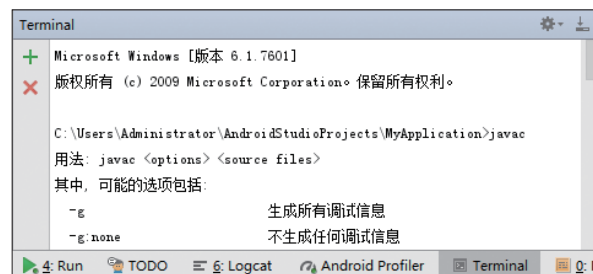 Terminal
Microsoft Windows [版本 6.1.7601]
版权所有 (c) 2009 Microsoft Corporation。保留所有权利。
C:\Users\Administrator\AndroidStudioProjects\MyApplication>javac
用法: javac <options> <source files>
其中, 可能的选项包括:
-g 生成所有调试信息
-g:none 不生成任何调试信息
4: Run TODO 6: Logcat Android Profiler Terminal 0: